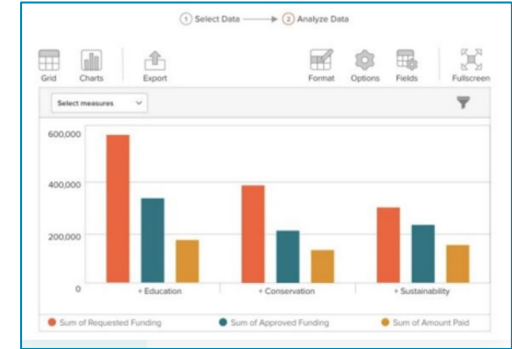 1 Select Data 2 Analyze Data
Grid Charts Export Format Options Fields Fullscreen
Select measures
600,000
400,000
200,000
0
+ Education + Conservation + Sustainability
Sum of Requested Funding Sum of Approved Funding Sum of Amount Paid